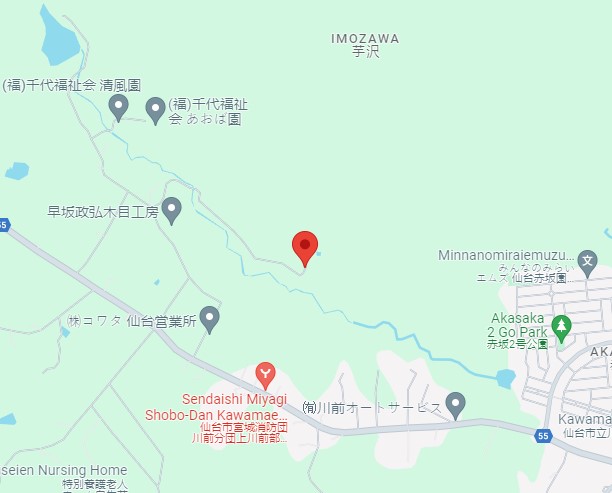 IMOZAWA
芋沢
(福)千代福祉会 清風園
(福)千代福祉
会 あおば園
早坂政弘木目工房
55
Minnanomiraiemuzu...
みんなのみらい
エムズ 仙台赤坂園...
文
㈱コワタ 仙台営業所
Akasaka
2 Go Park
赤坂2号公園
AKA
Sendaishi Miyagi
Shobo-Dan Kawamae...
仙台市宮城消防団
川前分団上川前部...
㈲川前オートサービス
55
Kawama
仙台市立川
seien Nursing Home
特別養護老人